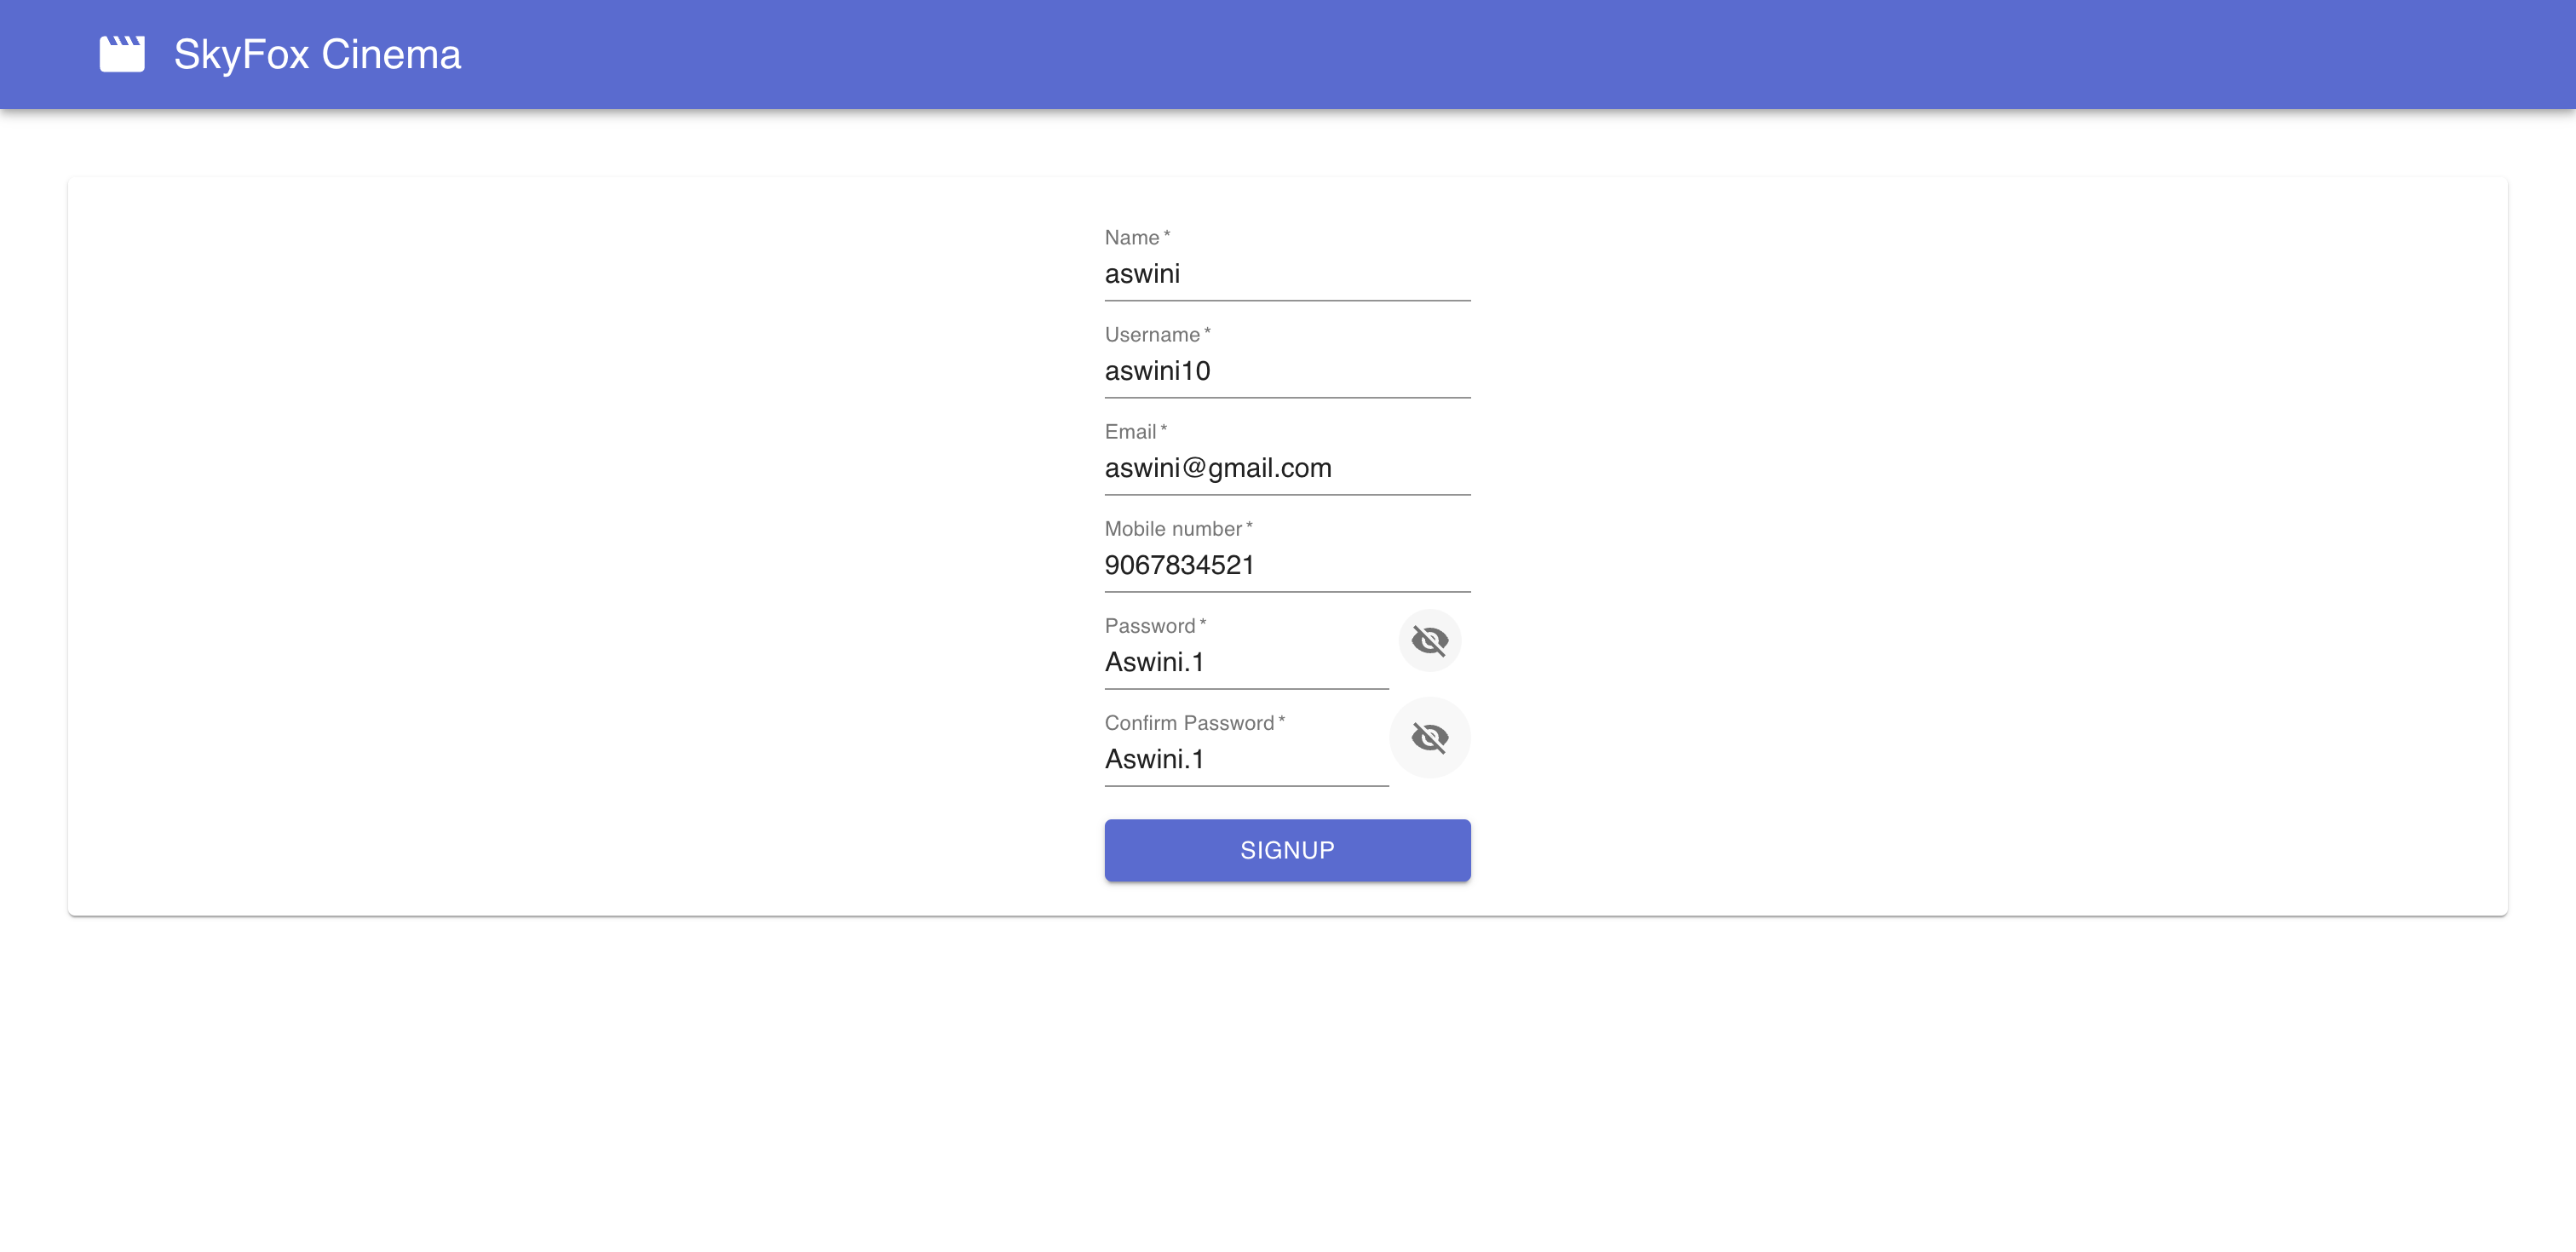 SkyFox Cinema
Name *
aswini
Username *
aswini10
Email *
aswini@gmail.com
Mobile number *
9067834521
Password *
Aswini.1
Confirm Password *
Aswini.1
SIGNUP